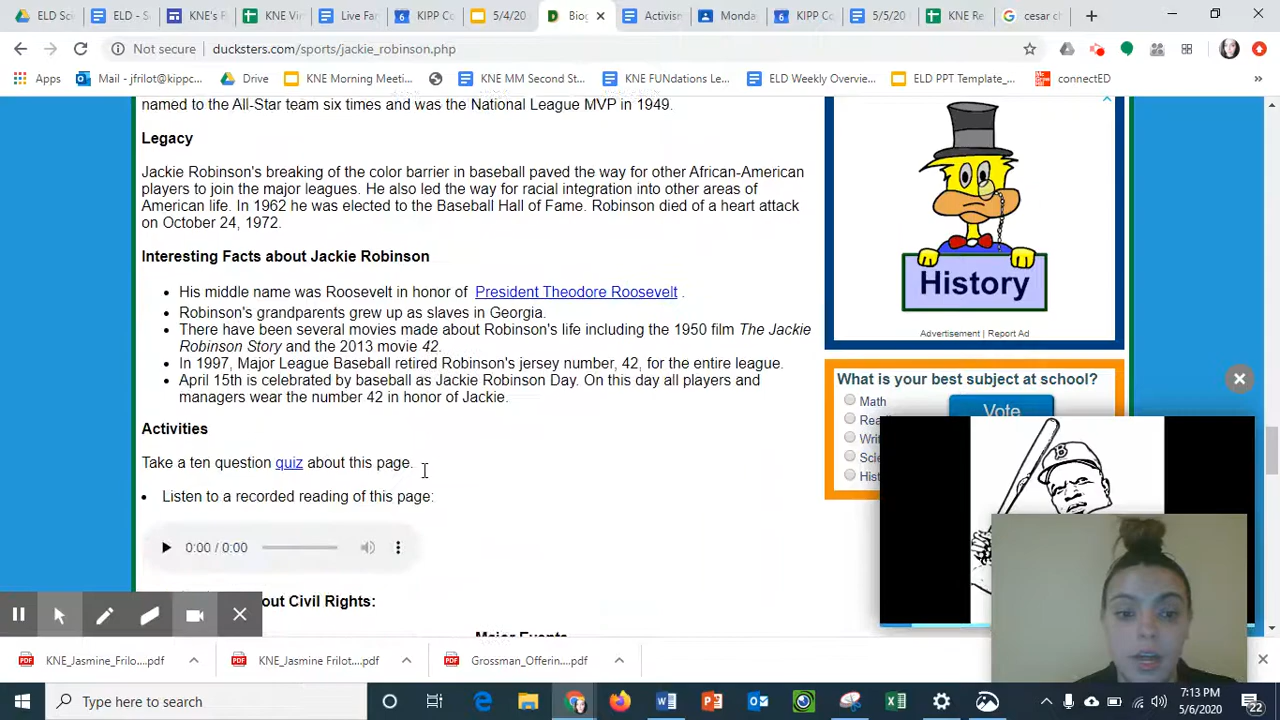 ELD - S
KNE's F
KNE Vir
Live Fam
KIPP Co
5/4/20
Biog
Activism
Monda
KIPP Co
5/5/20
KNE Re
cesar ch
Not secure
ducksters.com/sports/jackie_robinson.php
Apps
Mail - jfrilot@kippc...
Drive
KNE Morning Meeti...
KNE MM Second St...
KNE FUNdations Le...
ELD Weekly Overvie...
ELD PPT Template_...
connectED
named to the All-Star team six times and was the National League MVP in 1949.
Legacy
Jackie Robinson's breaking of the color barrier in baseball paved the way for other African-American
players to join the major leagues. He also led the way for racial integration into other areas of
American life. In 1962 he was elected to the Baseball Hall of Fame. Robinson died of a heart attack
on October 24, 1972.
Interesting Facts about Jackie Robinson
His middle name was Roosevelt in honor of President Theodore Roosevelt .
Robinson's grandparents grew up as slaves in Georgia.
There have been several movies made about Robinson's life including the 1950 film The Jackie
Robinson Story and the 2013 movie 42.
In 1997, Major League Baseball retired Robinson's jersey number, 42, for the entire league.
April 15th is celebrated by baseball as Jackie Robinson Day. On this day all players and
managers wear the number 42 in honor of Jackie.
Activities
Take a ten question quiz about this page.
Listen to a recorded reading of this page:
0:00 / 0:00
out Civil Rights:
Major Events
History
Advertisement | Report Ad
What is your best subject at school?
Math
Rea
Writ
Scie
Hist
Vote
B
KNE_Jasmine_Frilo....pdf
KNE_Jasmine Frilot....pdf
Grossman_Offerin....pdf
Type here to search
7:13 PM
5/6/2020
22